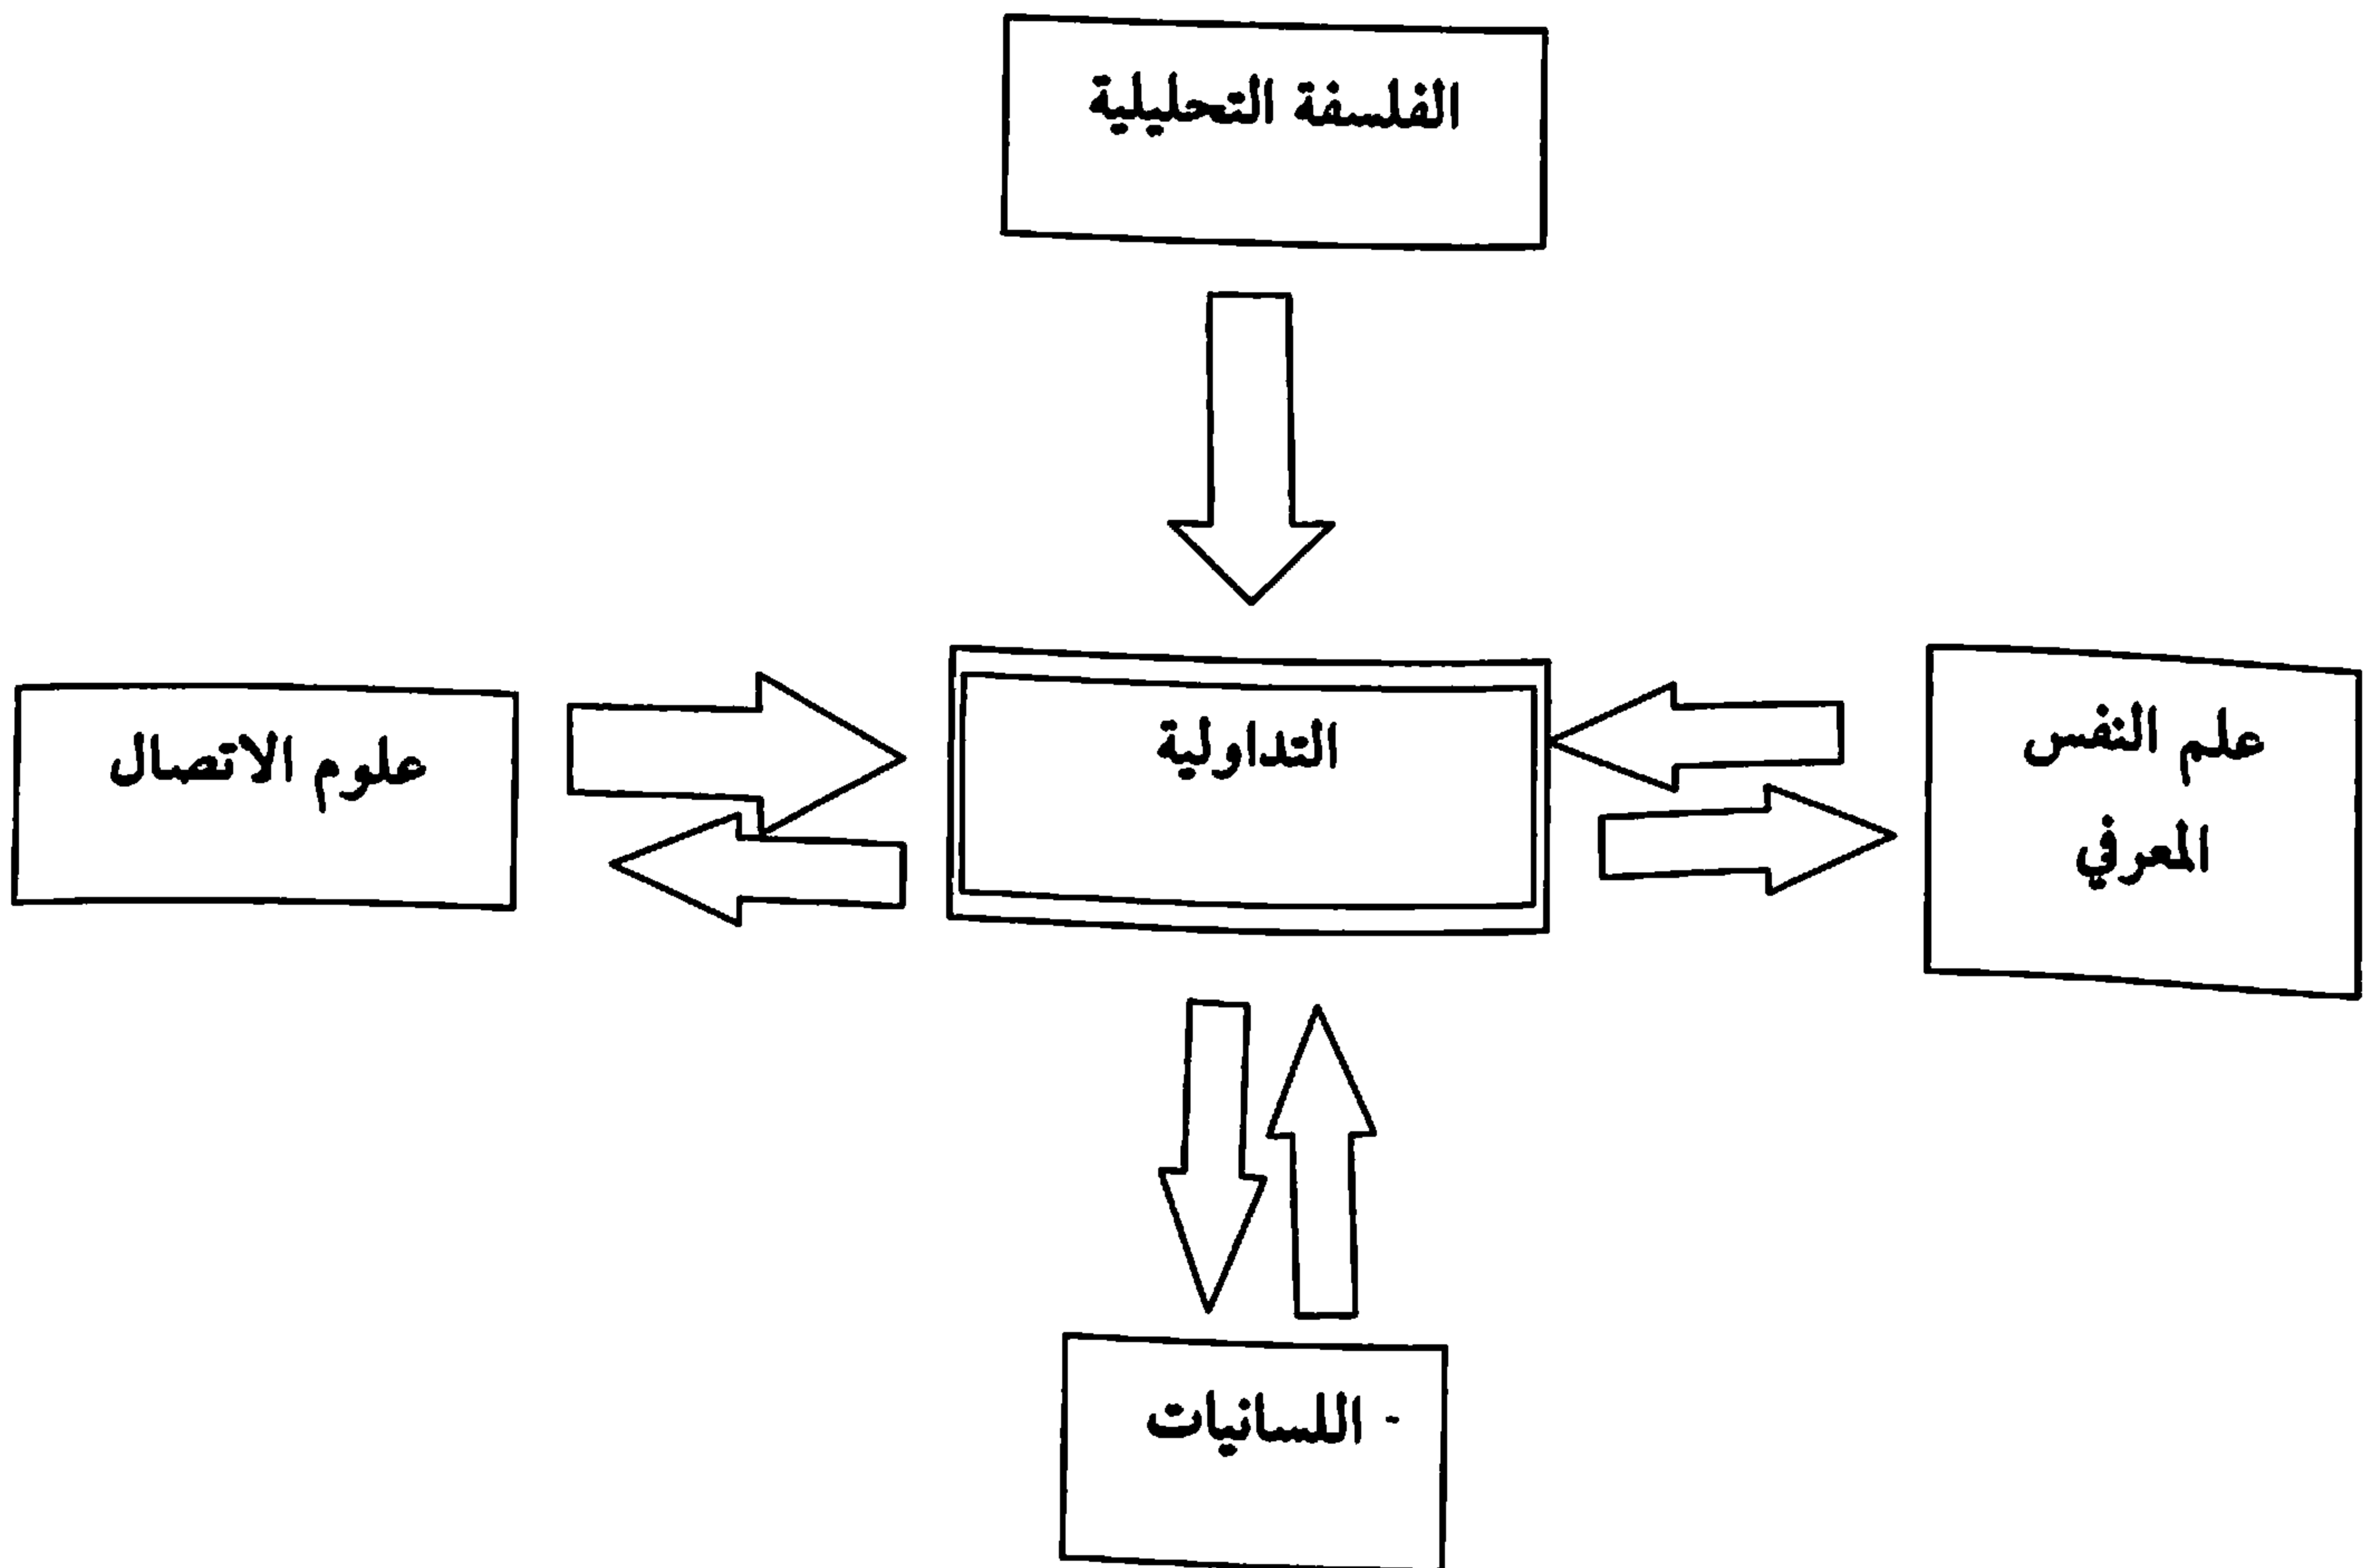 الفلسفة التحليلية
علم النفس
المعرفي
التداولية
علوم الاتصال
- اللسانيات